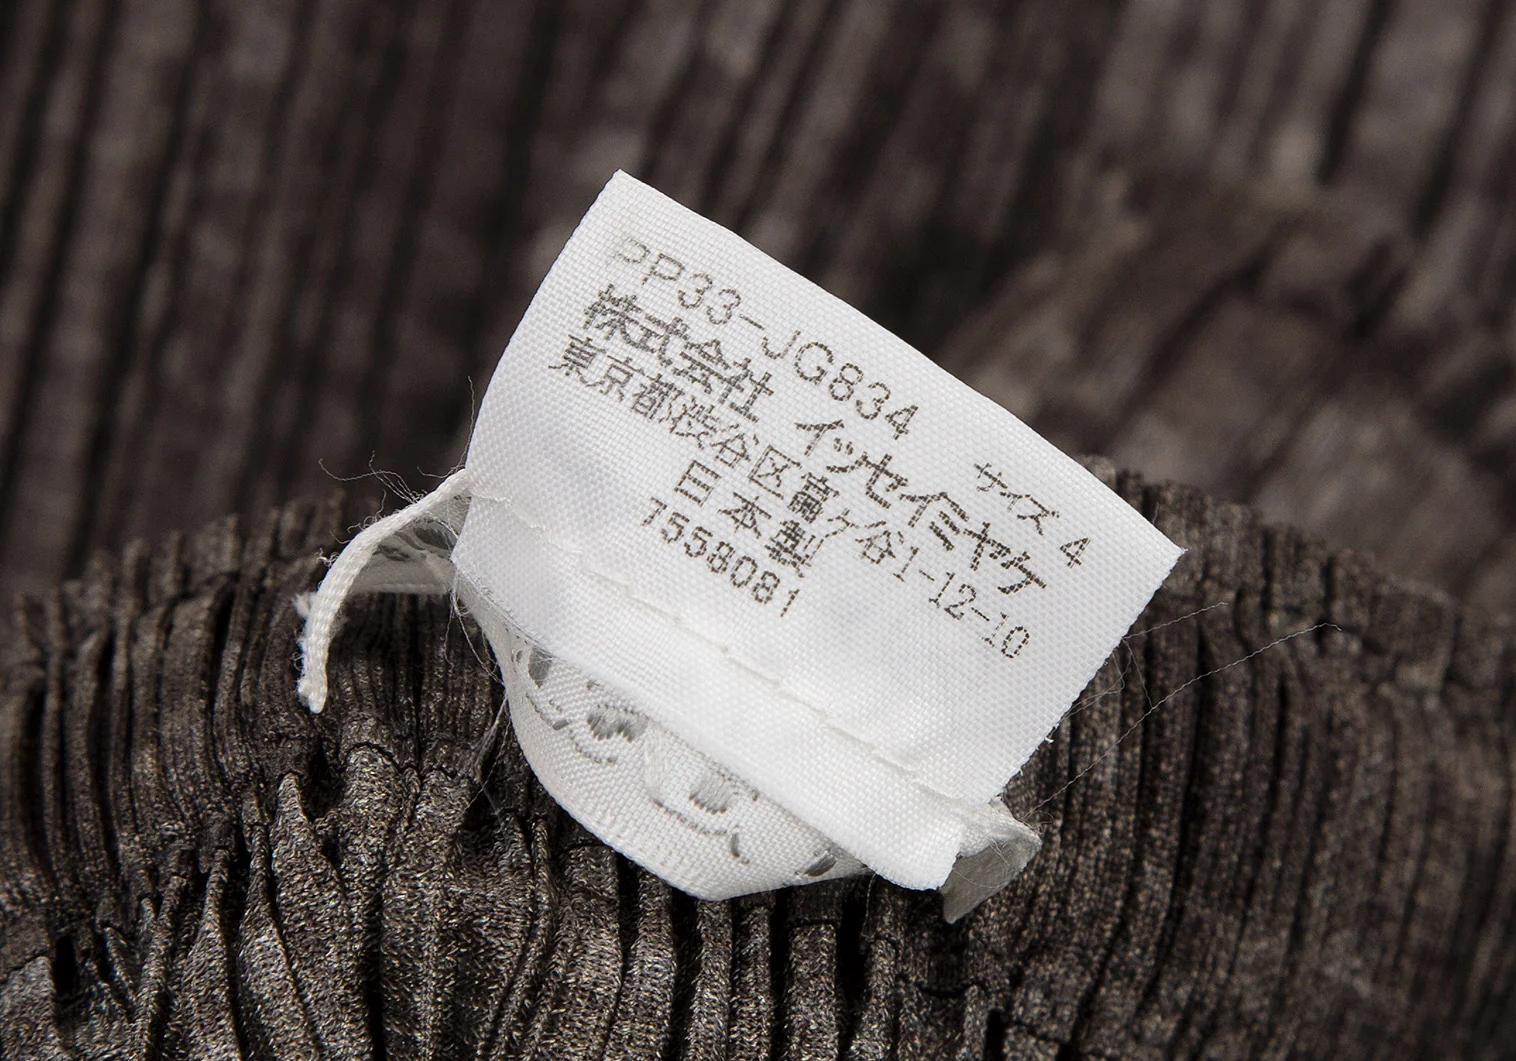 PP33-JG834 サイズ 4
株式会社 イッセイミヤケ
東京都渋谷区富ケ谷1-12-10
日本製
7558081